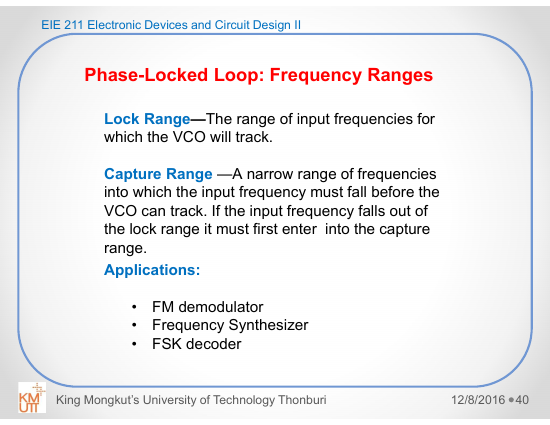 EIE 211 Electronic Devices and Circuit Design II
Phase-Locked Loop: Frequency Ranges
Lock Range—The range of input frequencies for
which the VCO will track.
Capture Range —A narrow range of frequencies
into which the input frequency must fall before the
VCO can track. If the input frequency falls out of
the lock range it must first enter  into the capture
range.
Applications:
• FM demodulator
• Frequency Synthesizer
• FSK decoder
KM
UTT
King Mongkut's University of Technology Thonburi
12/8/2016 ●40